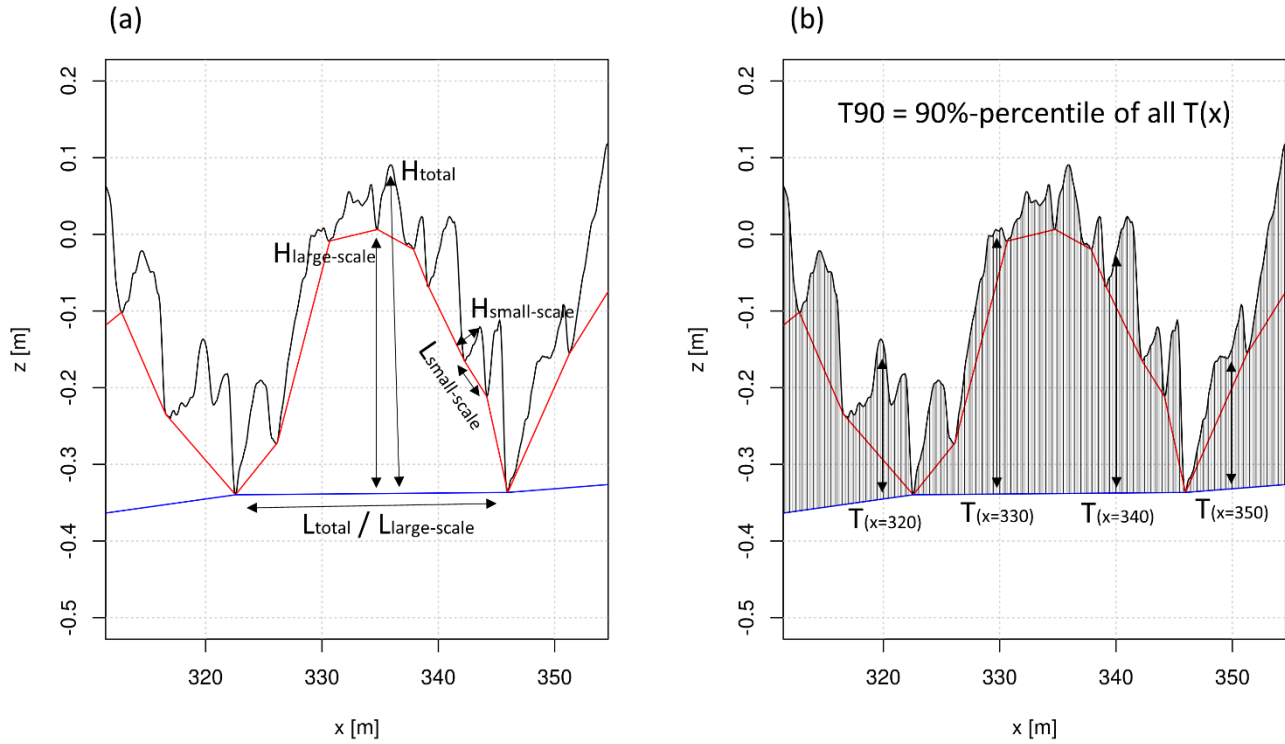 (a)
0.2
0.1
0.0
-0.1
-0.2
-0.3
-0.4
-0.5
z [m]
Htotal
Hlarge-scale
Hsmall-scale
Lsmall-scale
Ltotal / Llarge-scale
320
330
340
350
x [m]
(b)
T90 = 90%-percentile of all T(x)
0.2
0.1
0.0
-0.1
-0.2
-0.3
-0.4
-0.5
z [m]
T(x=320)
T(x=330)
T(x=340)
T(x=350)
320
330
340
350
x [m]